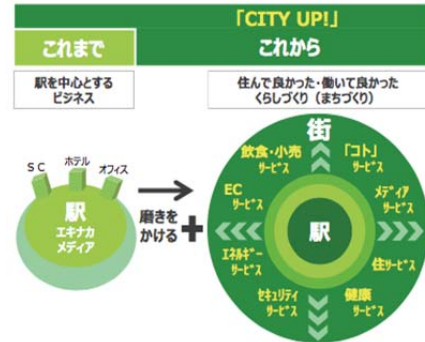 「CITY UP!」
これまで
これから
駅を中心とする
ビジネス
住んで良かった・働いて良かった
くらしづくり（まちづくり）
SC
ホテル
オフィス
駅
エキナカ
メディア
磨きを
かける
街
飲食・小売
サービス
「コト」
サービス
EC
サービス
メディア
サービス
駅
エネルギー
サービス
住サービス
セキュリティ
サービス
健康
サービス